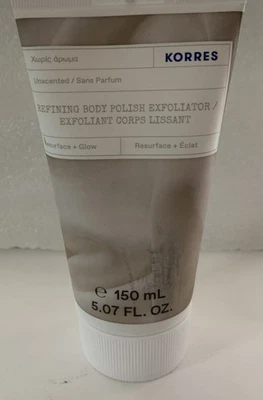 KORRES
Χωρίς άρωμα
Unscented / Sans Parfum
REFINING BODY POLISH EXFOLIATOR /
EXFOLIANT CORPS LISSANT
Resurface + Glow
Resurface + Éclat
℮ 150 mL
5.07 FL. OZ.